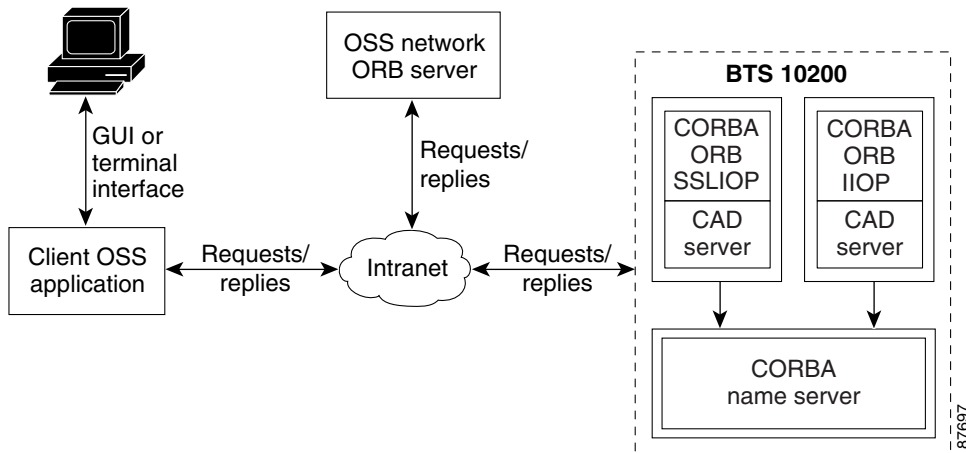 OSS network
ORB server
BTS 10200
GUI or
terminal
interface
Requests/
replies
CORBA
ORB
SSLIOP
CAD
server
CORBA
ORB
IIOP
CAD
server
Client OSS
application
Requests/
replies
Intranet
Requests/
replies
CORBA
name server
87697